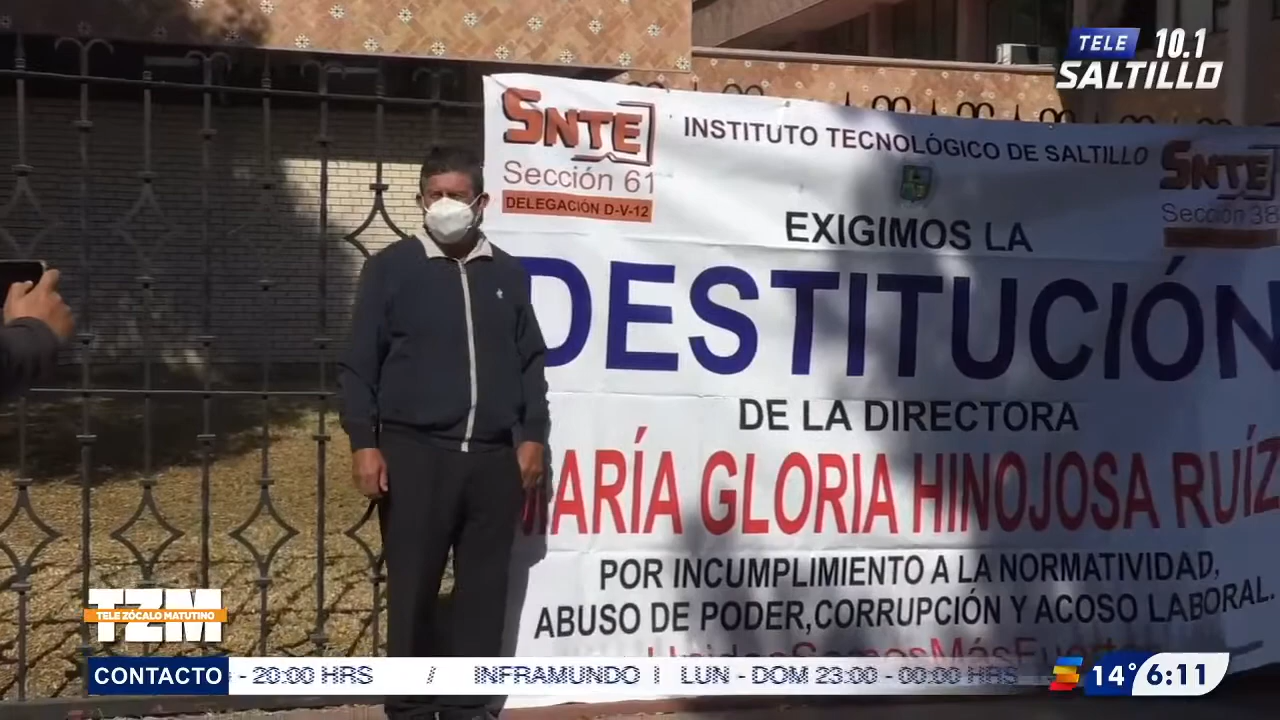 TELE 10.1
SALTILLO
SNTE
Sección 61
DELEGACIÓN D-V-12
INSTITUTO TECNOLÓGICO DE SALTILLO
SNTE
Sección 38
EXIGIMOS LA
DESTITUCIÓN
DE LA DIRECTORA
MARÍA GLORIA HINOJOSA RUÍZ
POR INCUMPLIMIENTO A LA NORMATIVIDAD,
ABUSO DE PODER, CORRUPCIÓN Y ACOSO LABORAL.
TZM
TELE ZÓCALO MATUTINO
CONTACTO - 20:00 HRS / INFRAMUNDO | LUN - DOM 23:00 - 00:00 HRS 14° 6:11